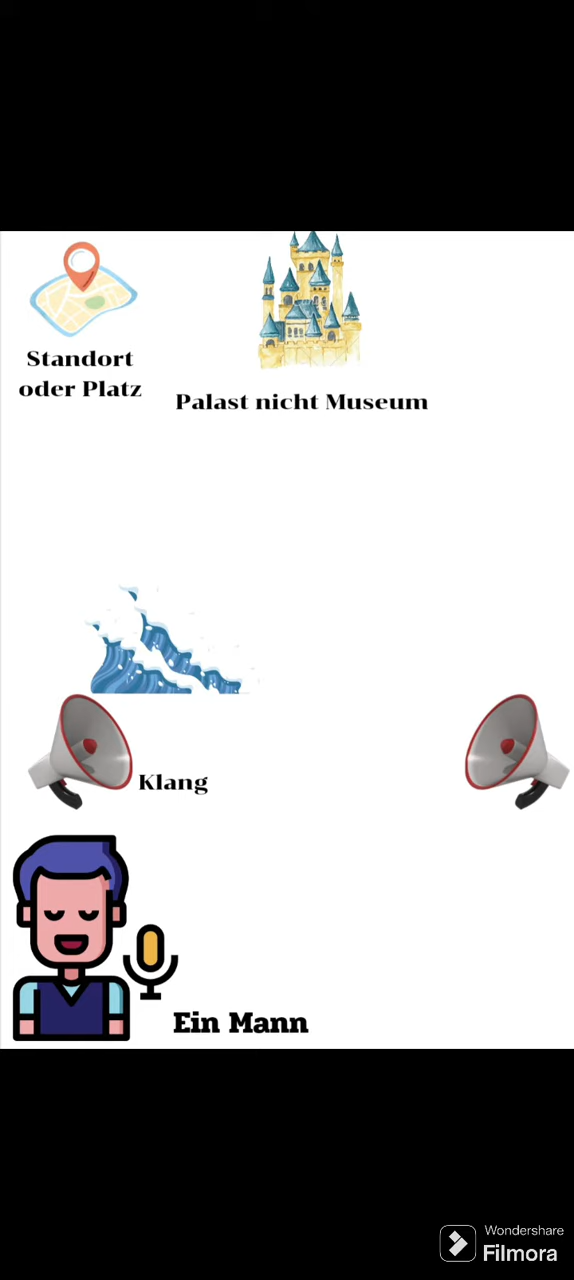 Standort
oder Platz
Palast nicht Museum
Klang
Ein Mann
Wondershare
Filmora